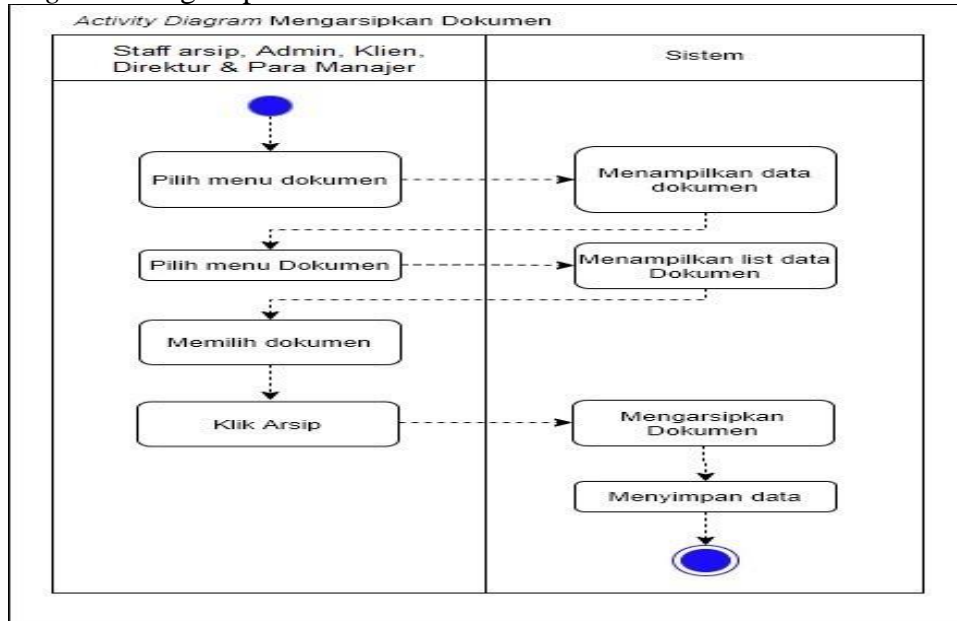 Activity Diagram Mengarsipkan Dokumen
Staff arsip, Admin, Klien,
Direktur & Para Manajer
Sistem
Pilih menu dokumen
Menampilkan data
dokumen
Pilih menu Dokumen
Menampilkan list data
Dokumen
Memilih dokumen
Klik Arsip
Mengarsipkan
Dokumen
Menyimpan data